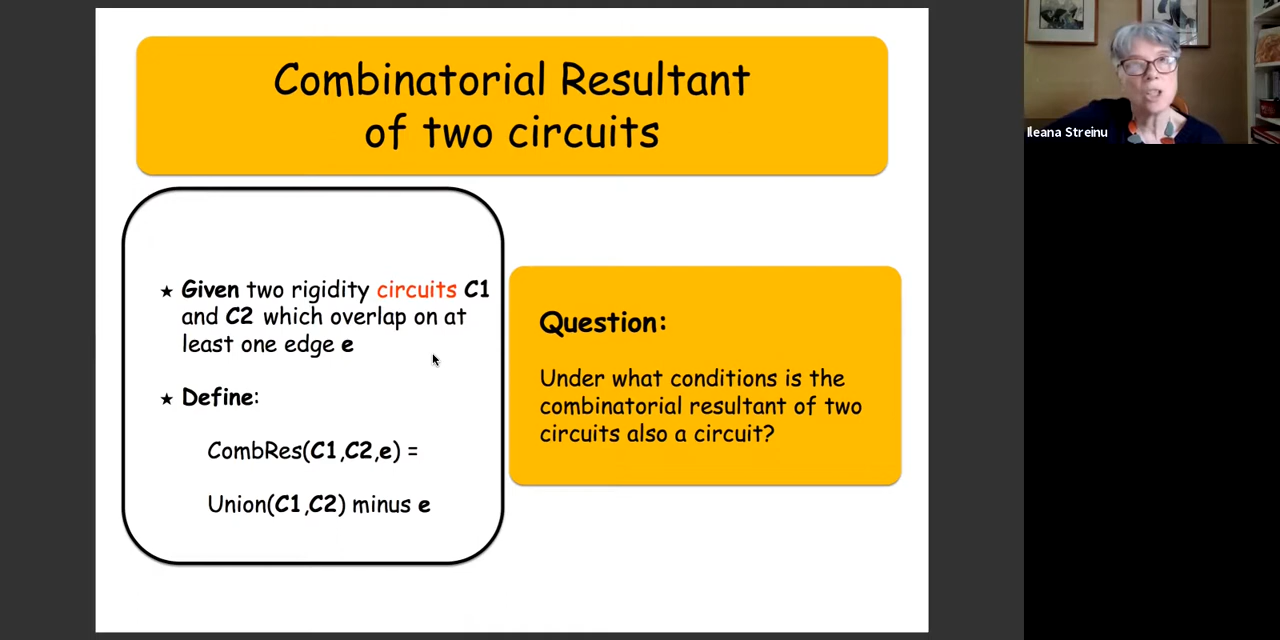 Combinatorial Resultant
of two circuits
★ Given two rigidity circuits C1
and C2 which overlap on at
least one edge e
★ Define:
CombRes(C1,C2,e) =
Union(C1,C2) minus e
Question:
Under what conditions is the
combinatorial resultant of two
circuits also a circuit?
Ileana Streinu